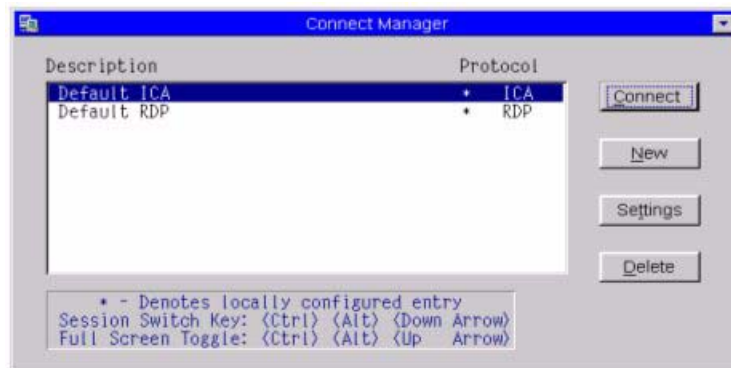 Connect Manager
Description Protocol
Default ICA * ICA
Default RDP * RDP
Connect
New
Settings
Delete
* - Denotes locally configured entry
Session Switch Key: <Ctrl> <Alt> <Down Arrow>
Full Screen Toggle: <Ctrl> <Alt> <Up Arrow>